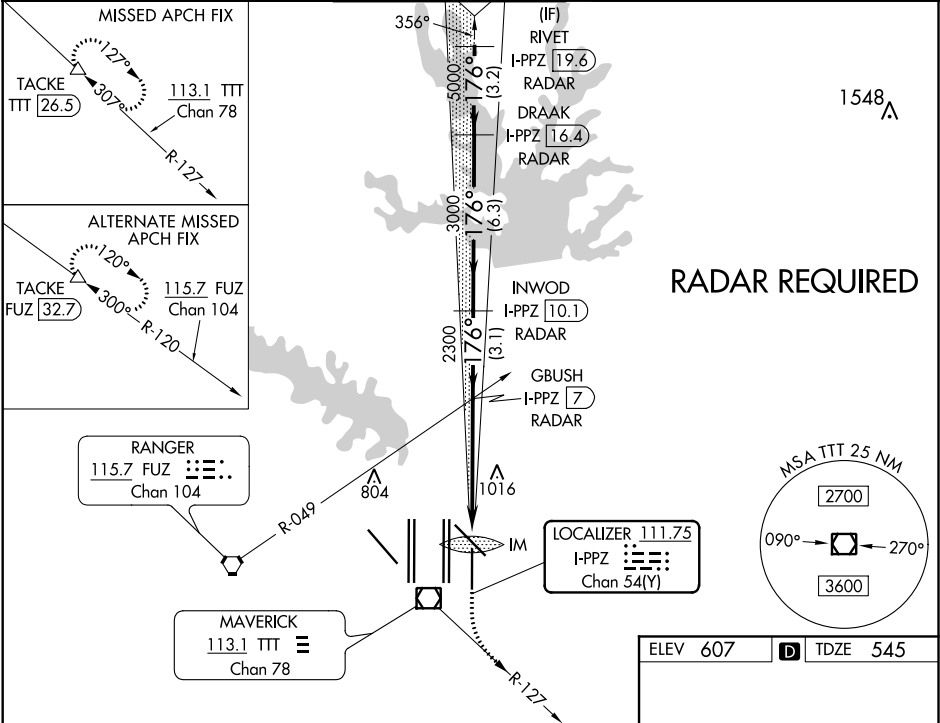 MISSED APCH FIX
127°
307°
TACKE
TTT 26.5
113.1 TTT
Chan 78
R-127
ALTERNATE MISSED
APCH FIX
120°
300°
TACKE
FUZ 32.7
115.7 FUZ
Chan 104
R-120
356°
(IF)
RIVET
I-PPZ 19.6
RADAR
5000
176°
(3.2)
DRAAK
I-PPZ 16.4
RADAR
3000
176°
(6.3)
INWOD
I-PPZ 10.1
RADAR
2300
176°
(3.1)
GBUSH
I-PPZ 7
RADAR
1548
RADAR REQUIRED
RANGER
115.7 FUZ
Chan 104
R-049
804
1016
IM
LOCALIZER 111.75
I-PPZ
Chan 54(Y)
MAVERICK
113.1 TTT
Chan 78
R-127
MSA TTT 25 NM
2700
090°
270°
3600
ELEV 607 D TDZE 545